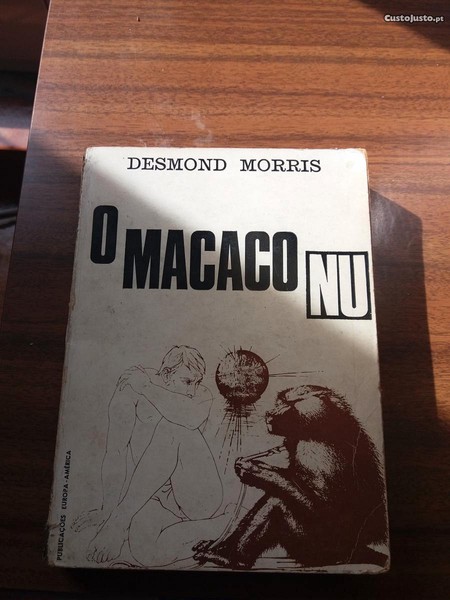 CustoJusto.pt
DESMOND MORRIS
O MACACO NU
PUBLICAÇÕES EUROPA-AMÉRICA